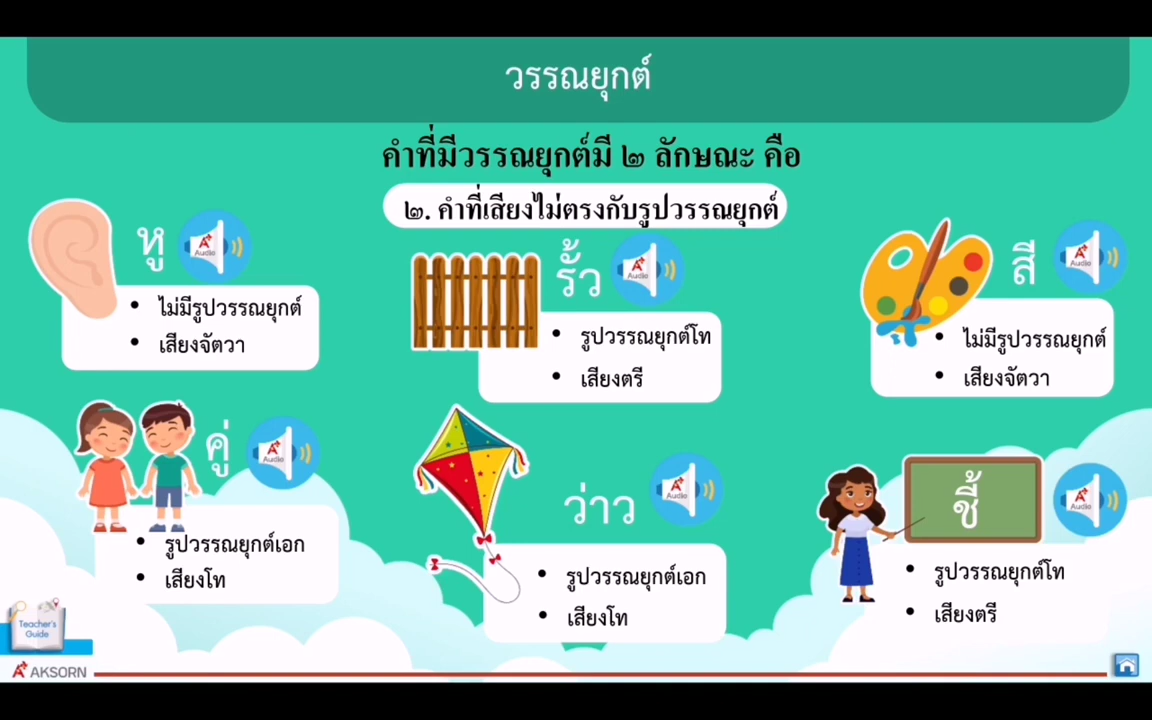 วรรณยุกต์
คำที่มีวรรณยุกต์มี ๒ ลักษณะ คือ
๒. คำที่เสียงไม่ตรงกับรูปวรรณยุกต์
หู
A+ Audio
• ไม่มีรูปวรรณยุกต์
• เสียงจัตวา
รั้ว
A+ Audio
• รูปวรรณยุกต์โท
• เสียงตรี
สี
A+ Audio
• ไม่มีรูปวรรณยุกต์
• เสียงจัตวา
คู่
A+ Audio
• รูปวรรณยุกต์เอก
• เสียงโท
ว่าว
A+ Audio
• รูปวรรณยุกต์เอก
• เสียงโท
ชี้
A+ Audio
• รูปวรรณยุกต์โท
• เสียงตรี
Teacher's
Guide
A+ AKSORN